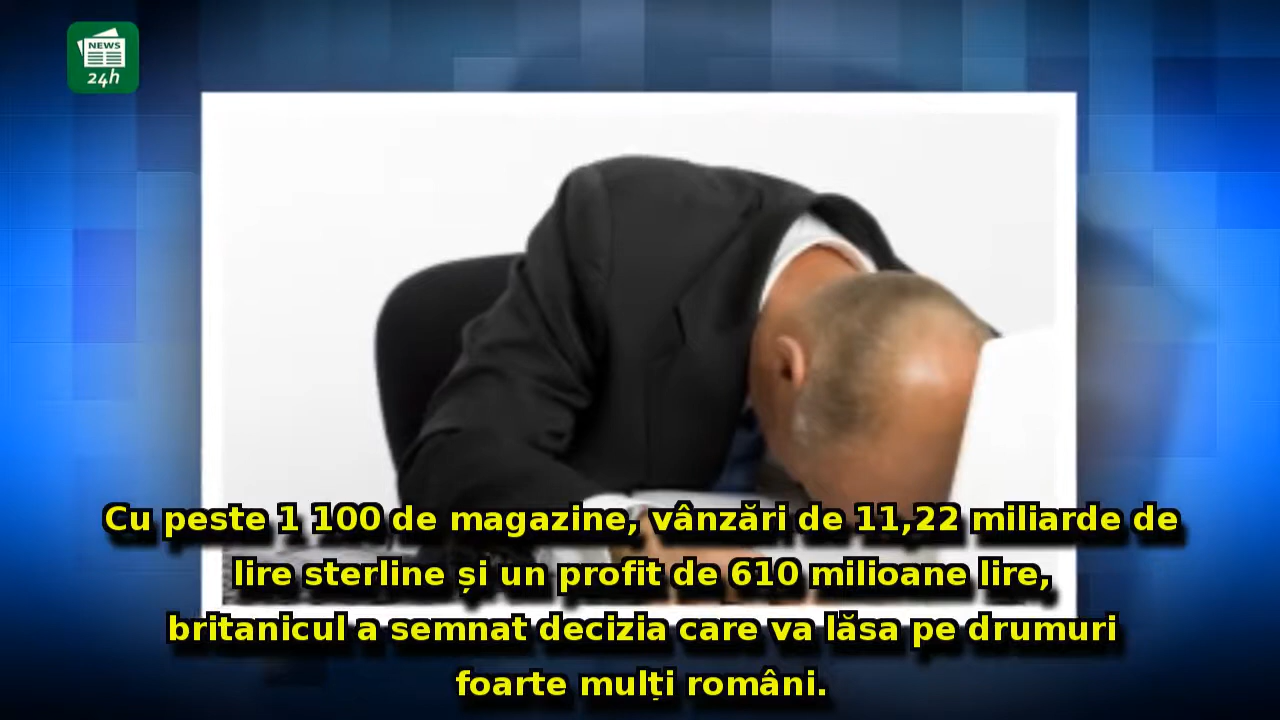 NEWS
24h
Cu peste 1 100 de magazine, vânzări de 11,22 miliarde de
lire sterline și un profit de 610 milioane lire,
britanicul a semnat decizia care va lăsa pe drumuri
foarte mulți români.